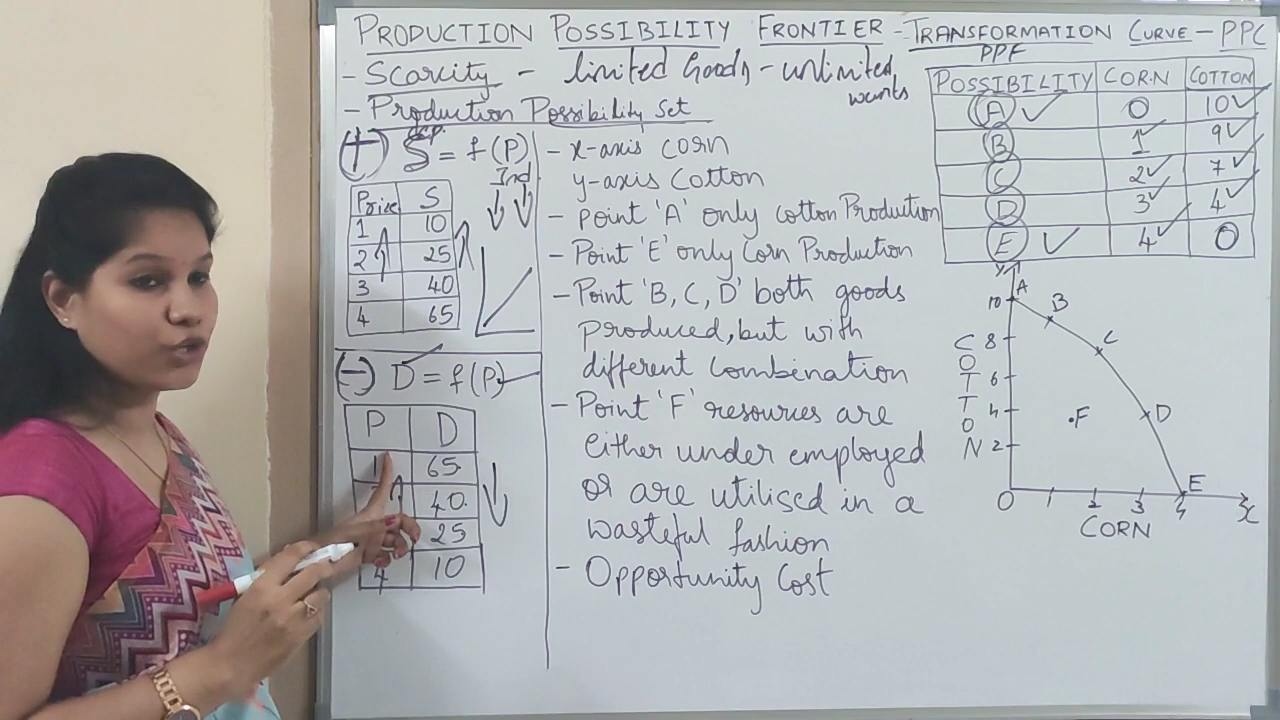 PRODUCTION POSSIBILITY FRONTIER - TRANSFORMATION CURVE - PPC
PPF
- Scarcity - limited Goods - unlimited
wants
- Production Possibility Set
POSSIBILITY CORN COTTON
A 0 10
B 1 9
C 2 7
D 3 4
E 4 0
(+) S = f(P)
Ind
Price S
1 10
2 25
3 40
4 65
(-) D = f(P)
P D
1 65
40
25
4 10
- x-axis corn
y-axis Cotton
- point 'A' only Cotton Production
- Point 'E' only Corn Production
- Point 'B, C, D' both goods
produced, but with
different Combination
- Point 'F' resources are
either under employed
or are utilised in a
wasteful fashion
- Opportunity Cost
Y
10 A
B
8 C
6
4 .F D
2
COTTON
0 1 2 3 4 E x
CORN